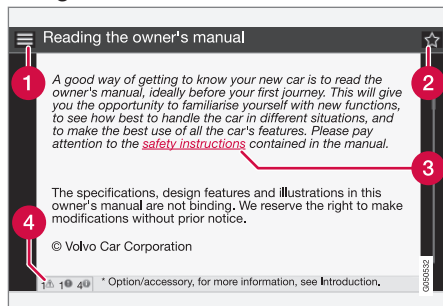 Reading the owner's manual
1
2
A good way of getting to know your new car is to read the
owner's manual, ideally before your first journey. This will give
you the opportunity to familiarise yourself with new functions,
to see how best to handle the car in different situations, and
to make the best use of all the car's features. Please pay
attention to the safety instructions contained in the manual.
3
The specifications, design features and illustrations in this
owner's manual are not binding. We reserve the right to make
modifications without prior notice.
4
© Volvo Car Corporation
1 1 4 * Option/accessory, for more information, see Introduction.
G050532